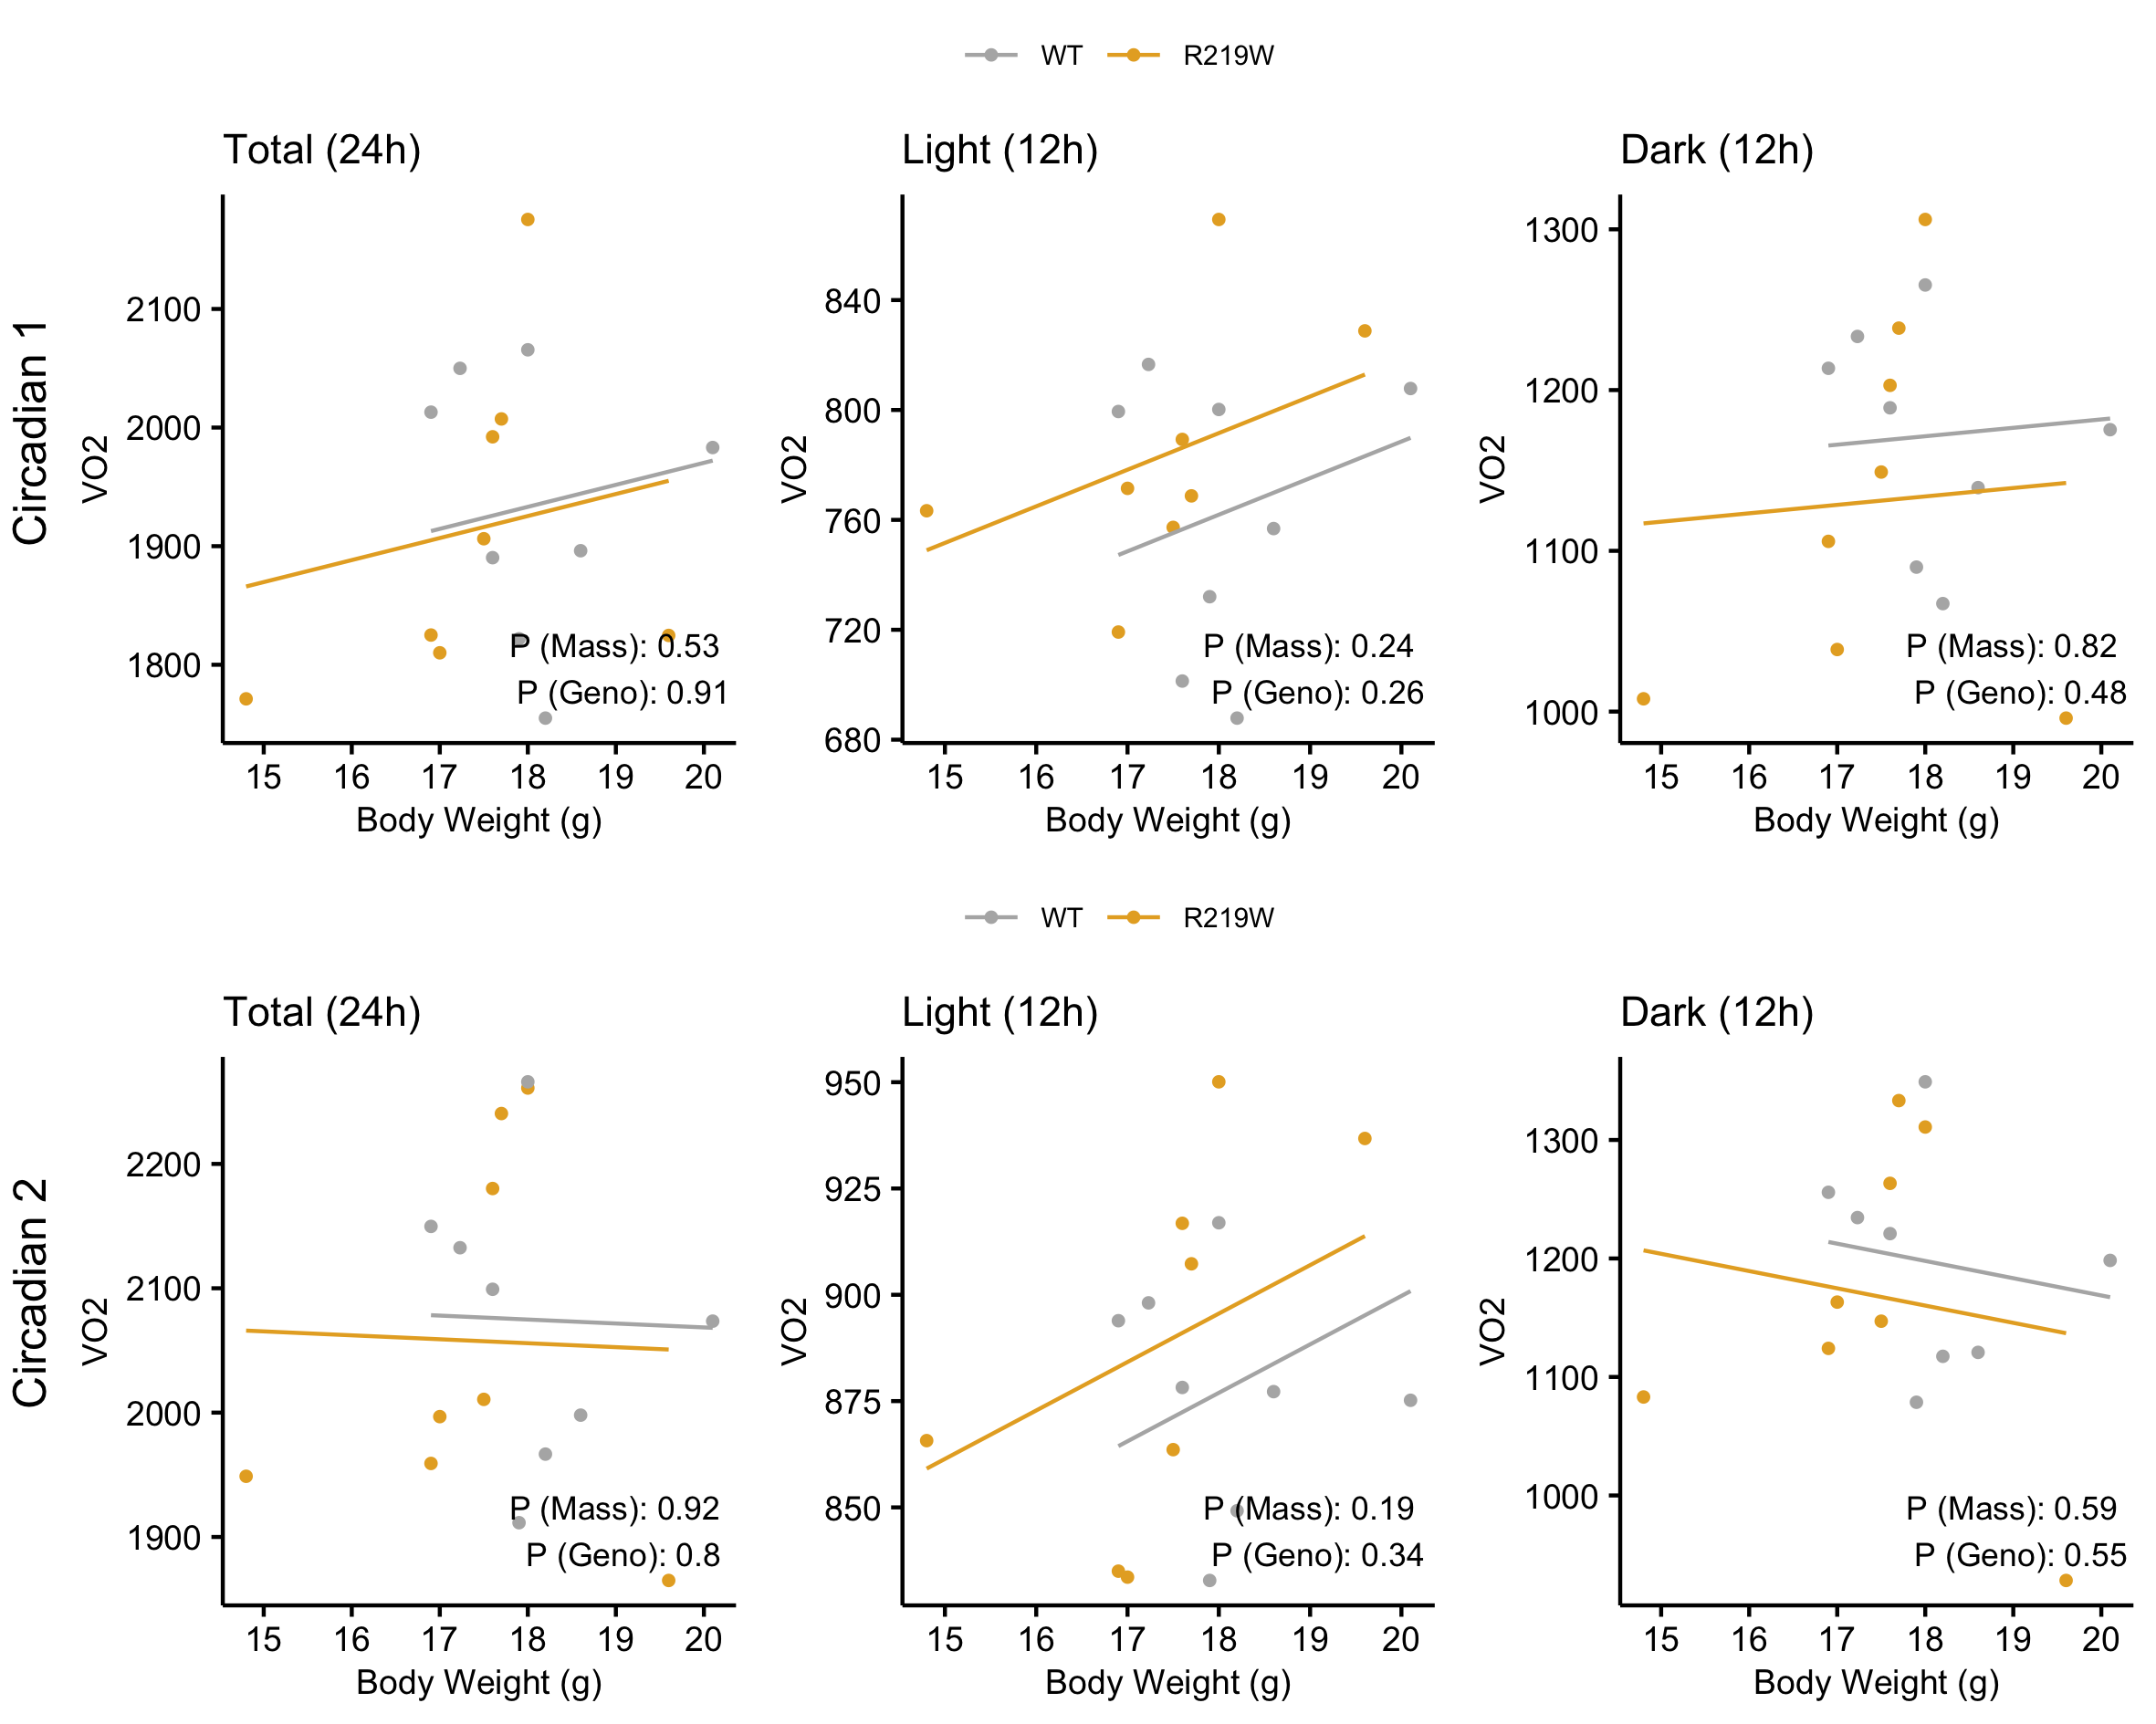 WT R219W
Circadian 1
Total (24h)
VO2
2100
2000
1900
1800
P (Mass): 0.53
P (Geno): 0.91
15 16 17 18 19 20
Body Weight (g)
Light (12h)
VO2
840
800
760
720
680
P (Mass): 0.24
P (Geno): 0.26
15 16 17 18 19 20
Body Weight (g)
Dark (12h)
VO2
1300
1200
1100
1000
P (Mass): 0.82
P (Geno): 0.48
15 16 17 18 19 20
Body Weight (g)
WT R219W
Circadian 2
Total (24h)
VO2
2200
2100
2000
1900
P (Mass): 0.92
P (Geno): 0.8
15 16 17 18 19 20
Body Weight (g)
Light (12h)
VO2
950
925
900
875
850
P (Mass): 0.19
P (Geno): 0.34
15 16 17 18 19 20
Body Weight (g)
Dark (12h)
VO2
1300
1200
1100
1000
P (Mass): 0.59
P (Geno): 0.55
15 16 17 18 19 20
Body Weight (g)